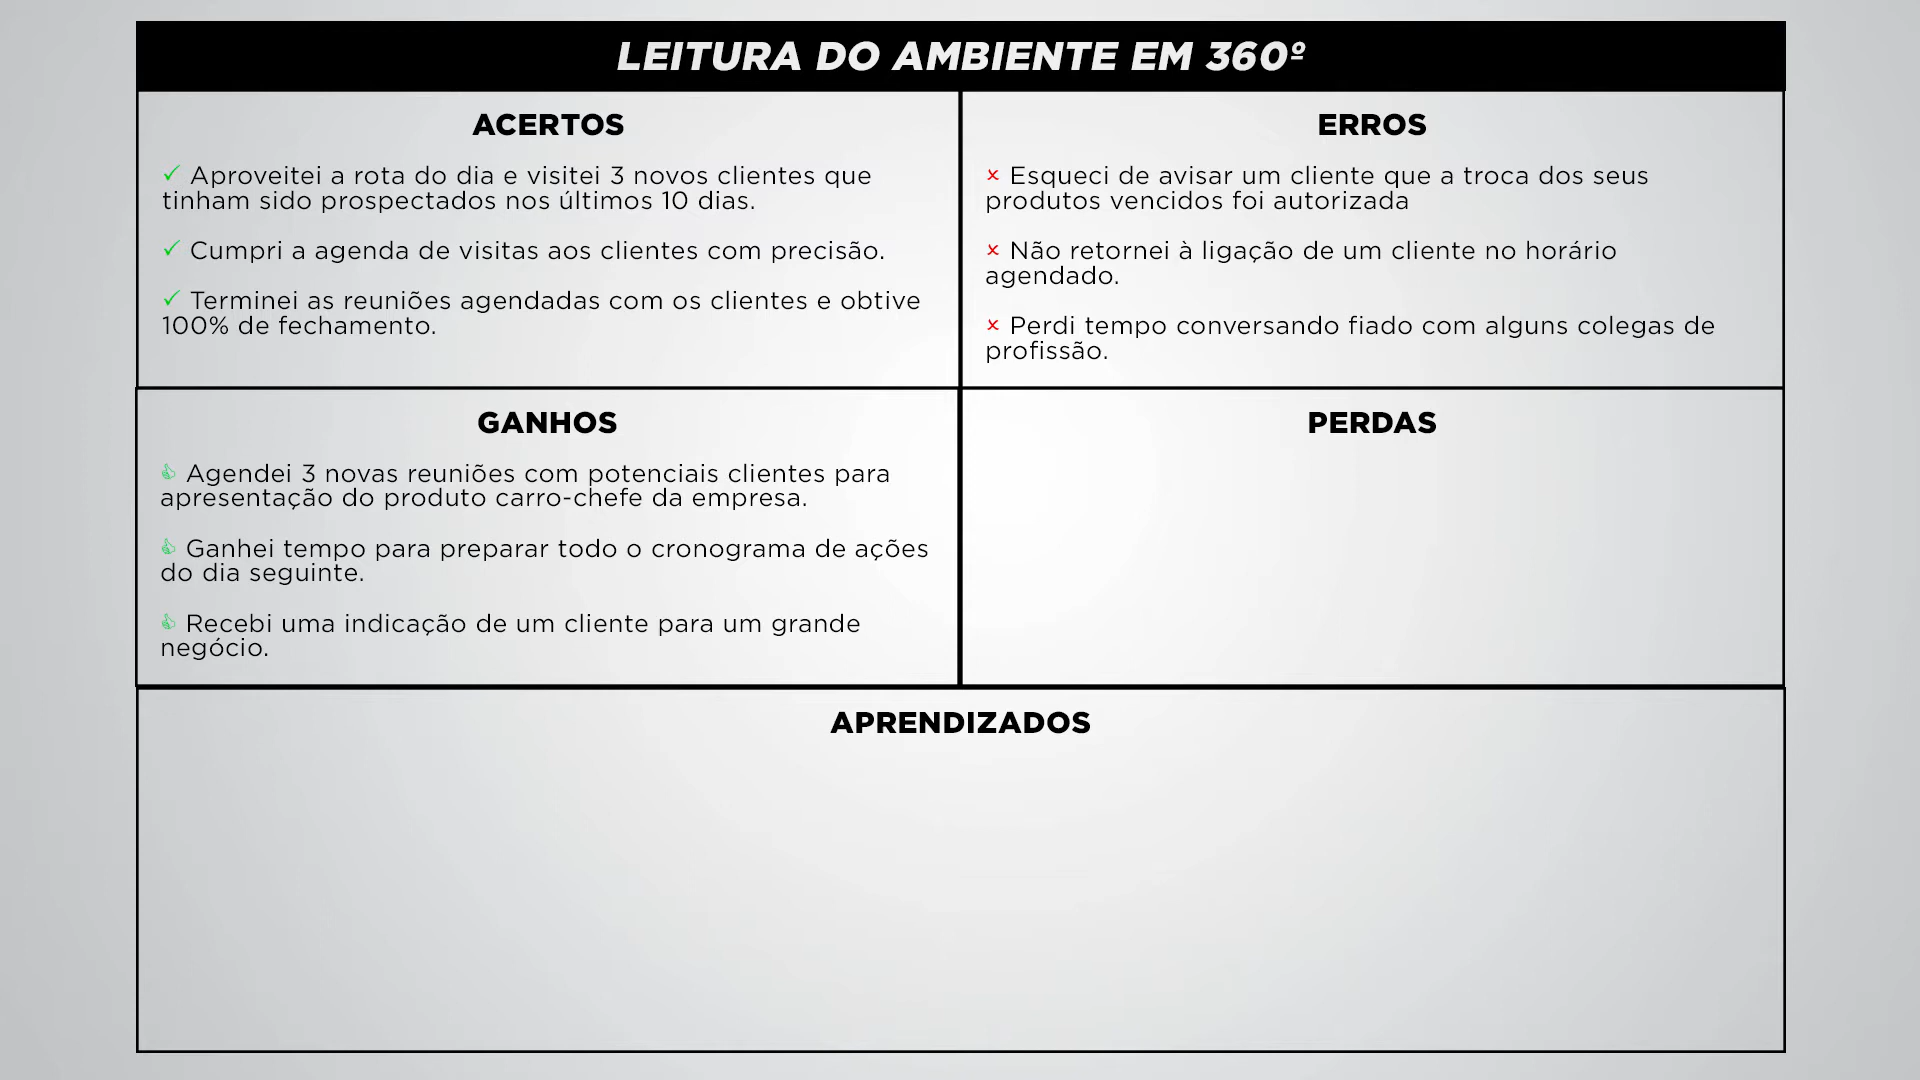 LEITURA DO AMBIENTE EM 360º
ACERTOS
✓ Aproveitei a rota do dia e visitei 3 novos clientes que
tinham sido prospectados nos últimos 10 dias.
✓ Cumpri a agenda de visitas aos clientes com precisão.
✓ Terminei as reuniões agendadas com os clientes e obtive
100% de fechamento.
ERROS
× Esqueci de avisar um cliente que a troca dos seus
produtos vencidos foi autorizada
× Não retornei à ligação de um cliente no horário
agendado.
× Perdi tempo conversando fiado com alguns colegas de
profissão.
GANHOS
👍 Agendei 3 novas reuniões com potenciais clientes para
apresentação do produto carro-chefe da empresa.
👍 Ganhei tempo para preparar todo o cronograma de ações
do dia seguinte.
👍 Recebi uma indicação de um cliente para um grande
negócio.
PERDAS
APRENDIZADOS